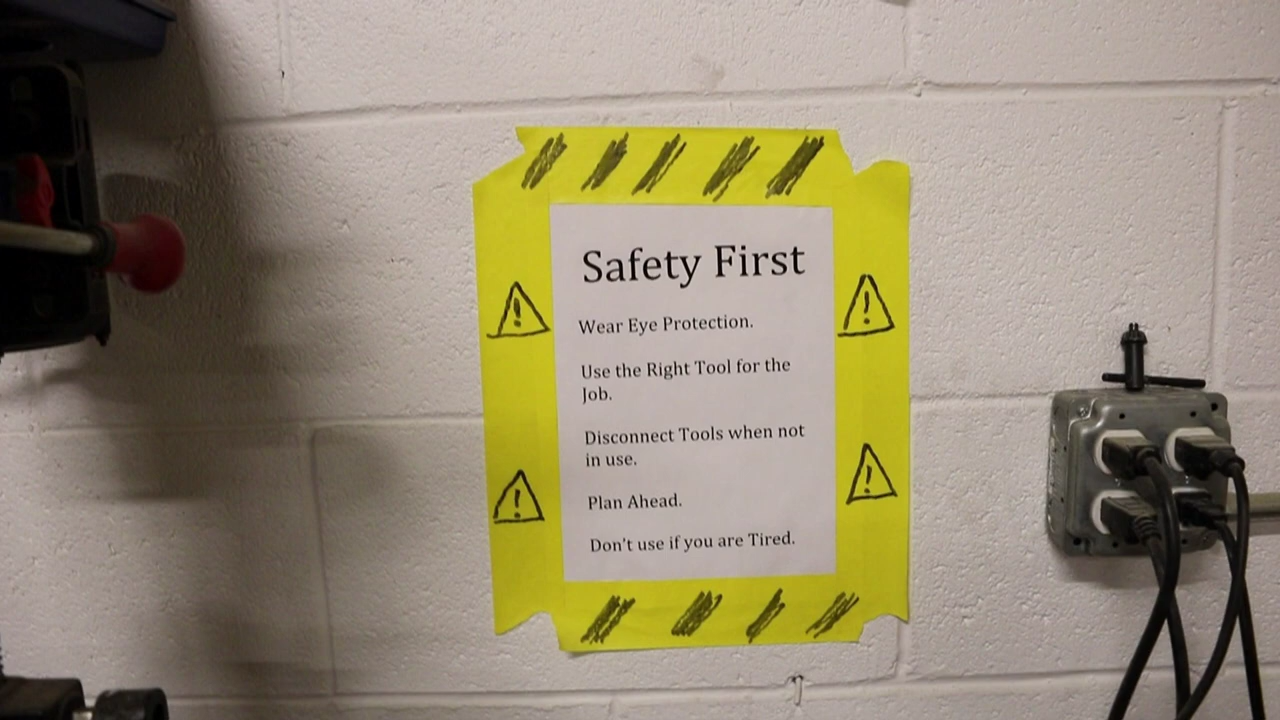 Safety First
Wear Eye Protection.
Use the Right Tool for the
Job.
Disconnect Tools when not
in use.
Plan Ahead.
Don't use if you are Tired.